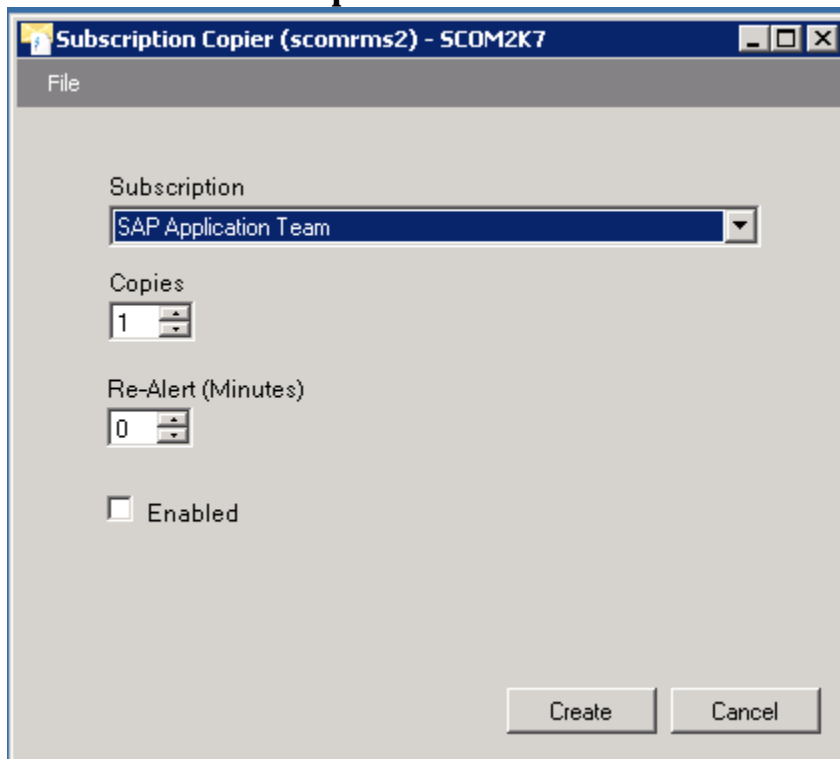 Subscription Copier (scomrms2) - SCOM2K7
File
Subscription
SAP Application Team
Copies
1
Re-Alert (Minutes)
0
Enabled
Create Cancel